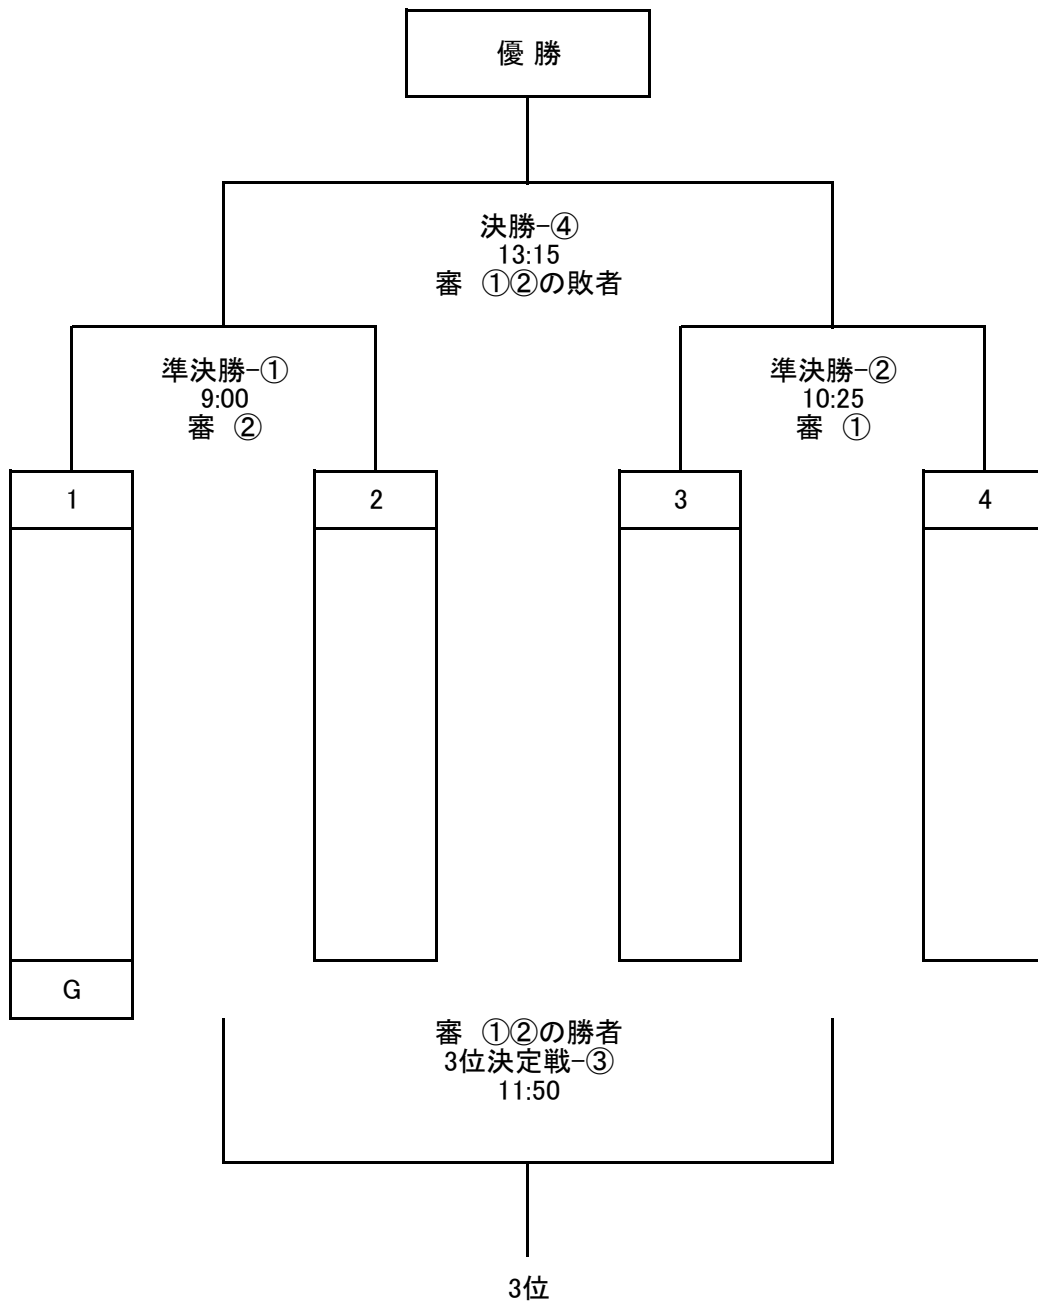 優 勝
決勝-④
13:15
審 ①②の敗者
準決勝-①
9:00
審 ②
準決勝-②
10:25
審 ①
1
2
3
4
G
審 ①②の勝者
3位決定戦-③
11:50
3位